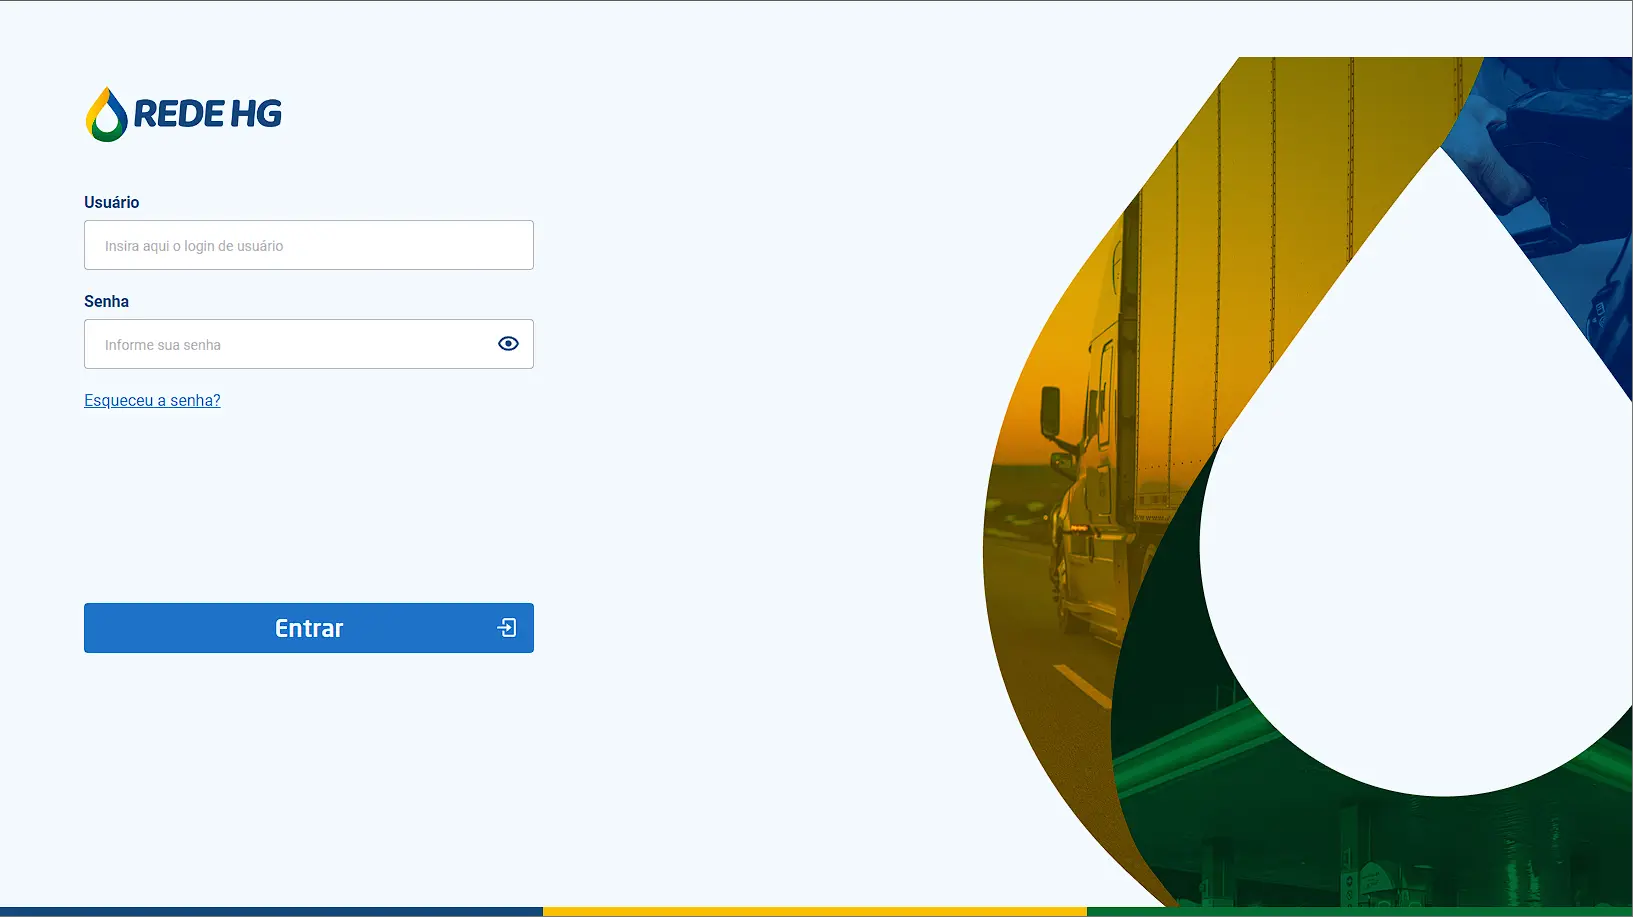 REDE HG
Usuário
Insira aqui o login de usuário
Senha
Informe sua senha
Esqueceu a senha?
Entrar